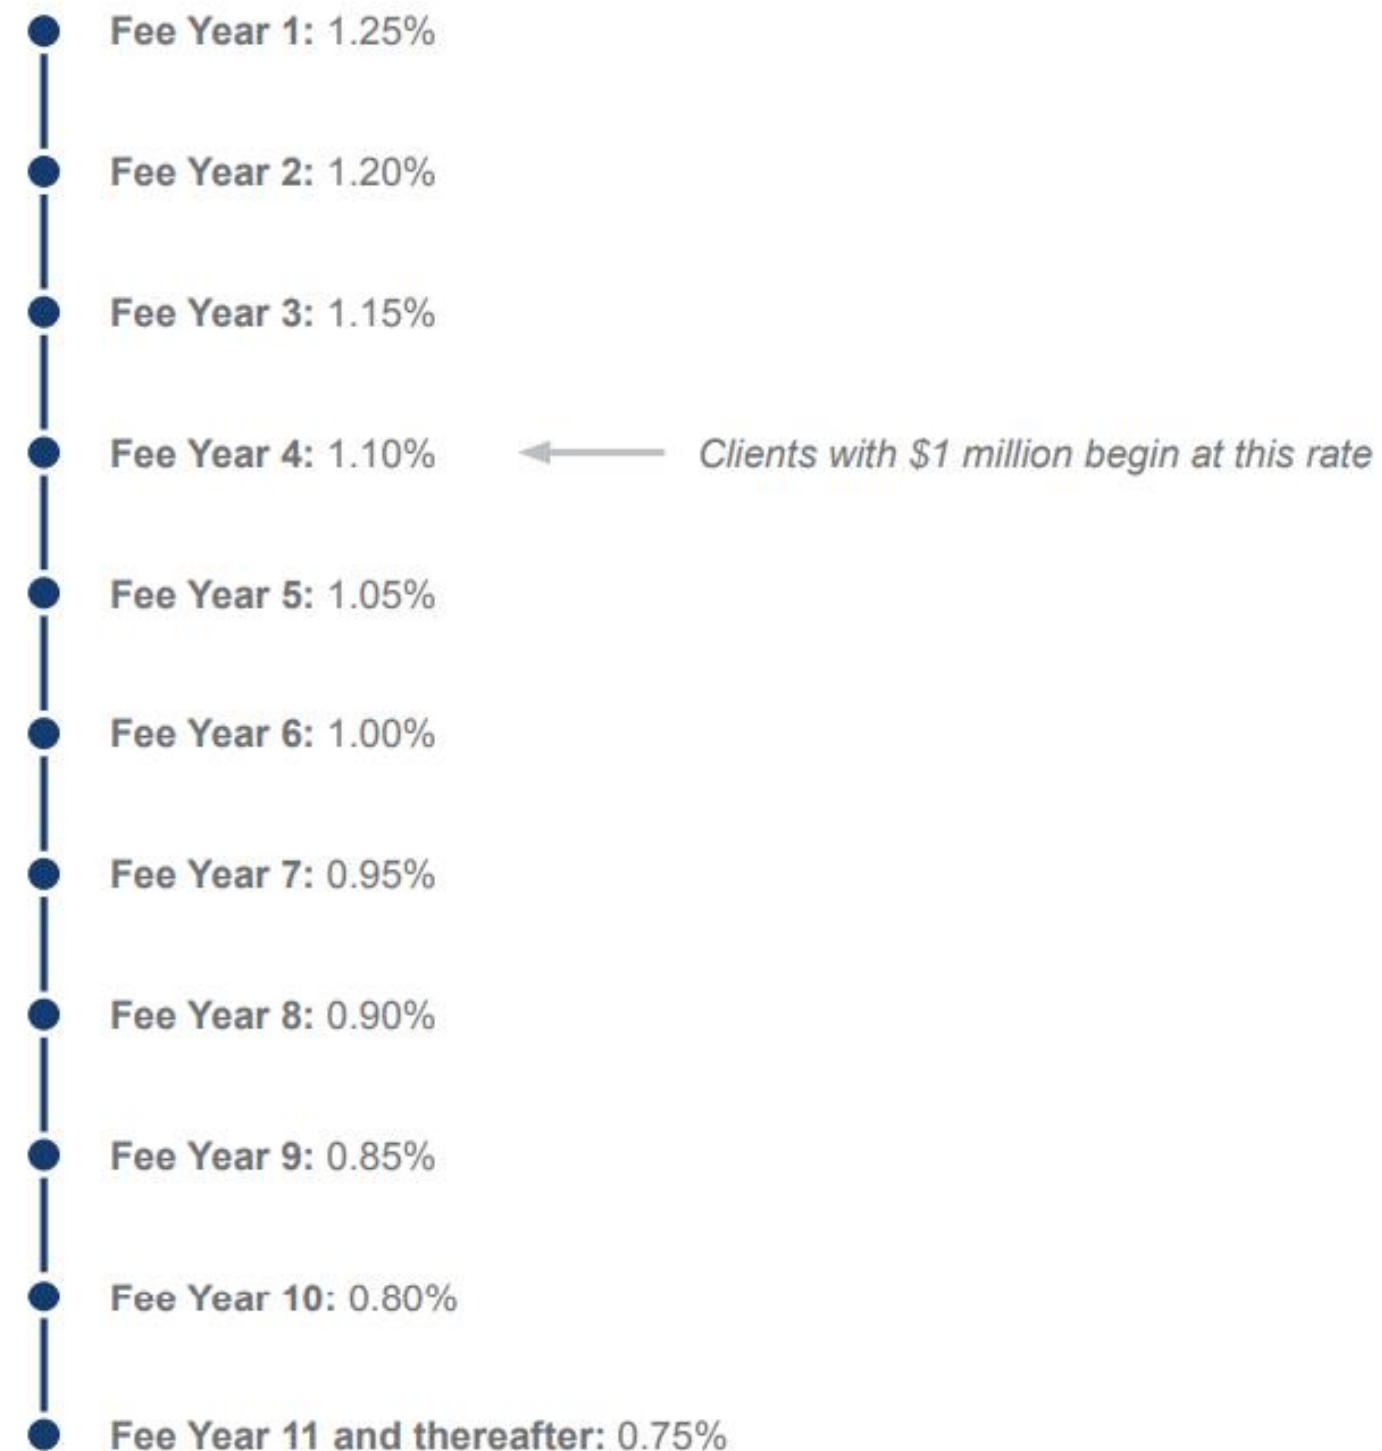 Fee Year 1: 1.25%
Fee Year 2: 1.20%
Fee Year 3: 1.15%
Fee Year 4: 1.10% Clients with $1 million begin at this rate
Fee Year 5: 1.05%
Fee Year 6: 1.00%
Fee Year 7: 0.95%
Fee Year 8: 0.90%
Fee Year 9: 0.85%
Fee Year 10: 0.80%
Fee Year 11 and thereafter: 0.75%